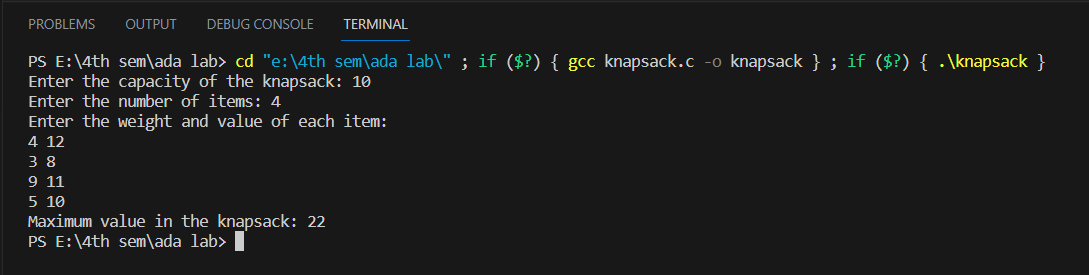 PROBLEMS OUTPUT DEBUG CONSOLE TERMINAL
PS E:\4th sem\ada lab> cd "e:\4th sem\ada lab\" ; if ($?) { gcc knapsack.c -o knapsack } ; if ($?) { .\knapsack }
Enter the capacity of the knapsack: 10
Enter the number of items: 4
Enter the weight and value of each item:
4 12
3 8
9 11
5 10
Maximum value in the knapsack: 22
PS E:\4th sem\ada lab>